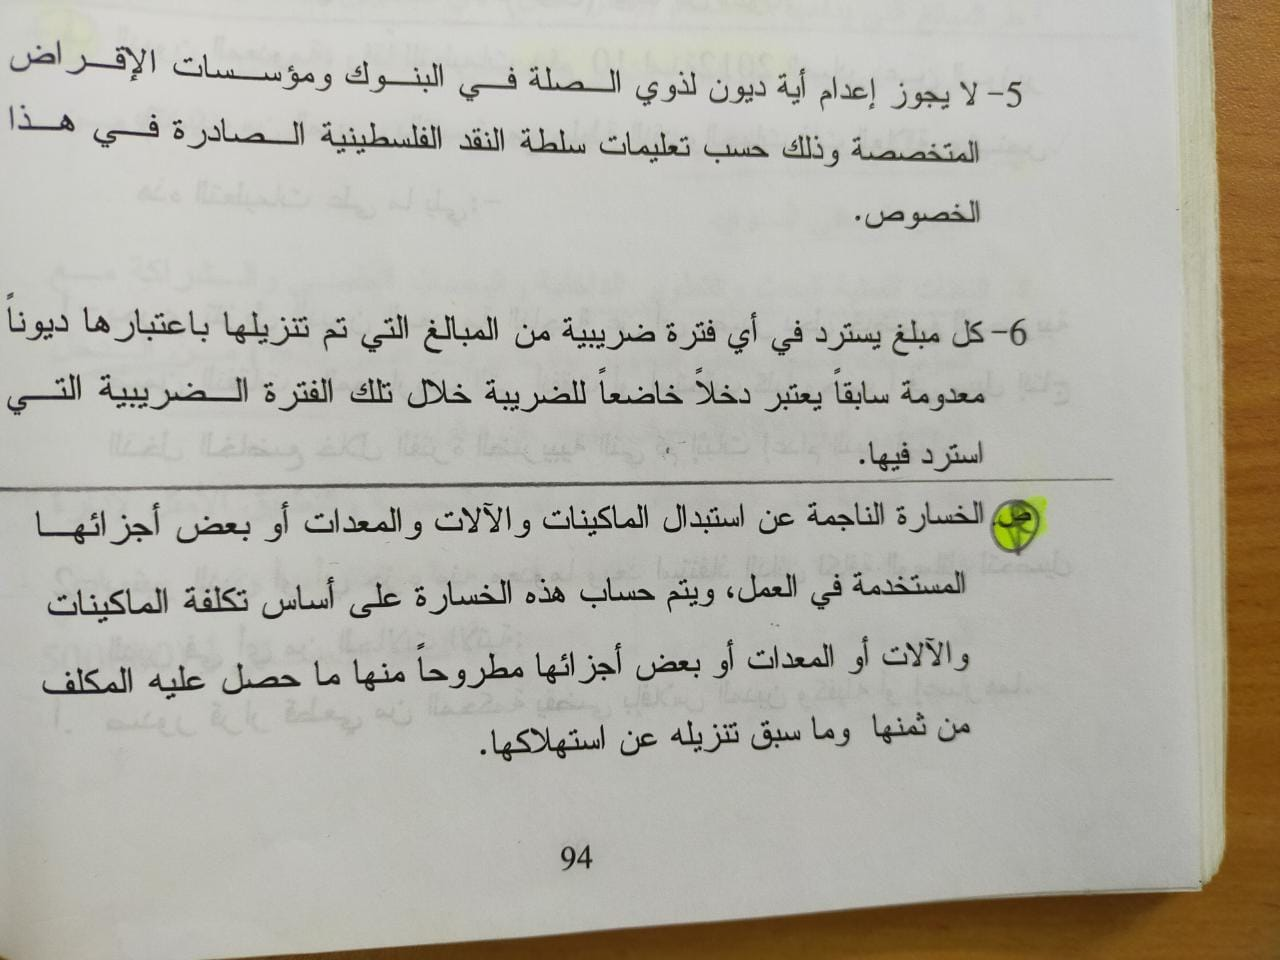 5- لا يجوز إعدام أية ديون لذوي الصلة في البنوك ومؤسسات الإقراض
المتخصصة وذلك حسب تعليمات سلطة النقد الفلسطينية الصادرة في هذا
الخصوص.
6- كل مبلغ يسترد في أي فترة ضريبية من المبالغ التي تم تنزيلها باعتبارها ديوناً
معدومة سابقاً يعتبر دخلاً خاضعاً للضريبة خلال تلك الفترة الضريبية التي
استرد فيها.
ض. الخسارة الناجمة عن استبدال الماكينات والآلات والمعدات أو بعض أجزائها
المستخدمة في العمل، ويتم حساب هذه الخسارة على أساس تكلفة الماكينات
والآلات أو المعدات أو بعض أجزائها مطروحاً منها ما حصل عليه المكلف
من ثمنها وما سبق تنزيله عن استهلاكها.
94